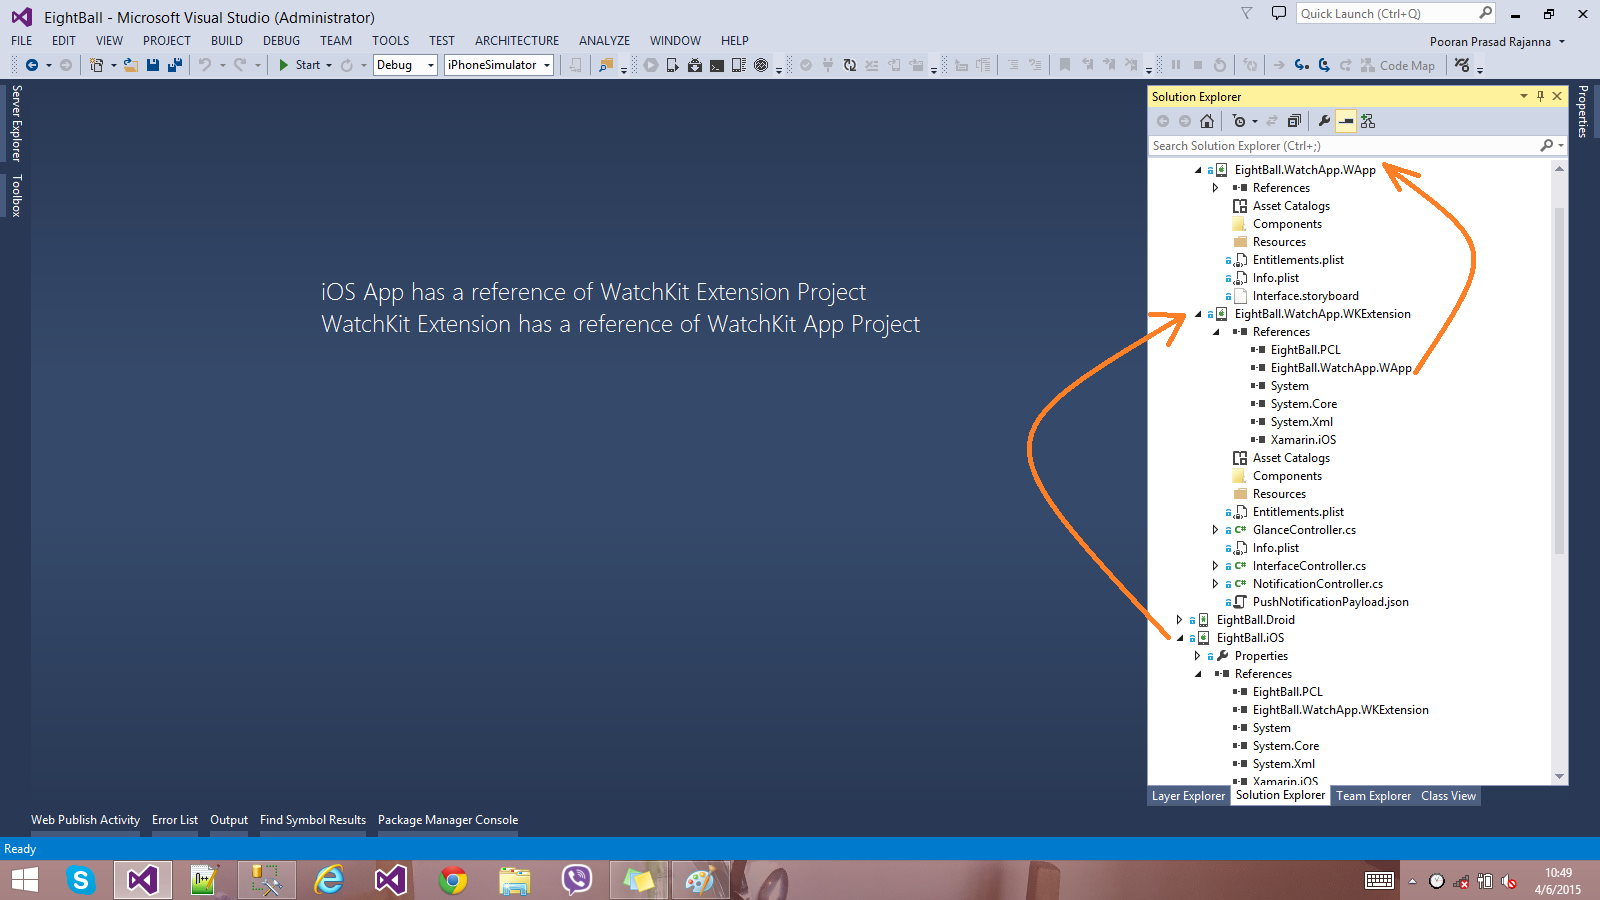 EightBall - Microsoft Visual Studio (Administrator)
Quick Launch (Ctrl+Q)
FILE EDIT VIEW PROJECT BUILD DEBUG TEAM TOOLS TEST ARCHITECTURE ANALYZE WINDOW HELP
Pooran Prasad Rajanna
Start Debug iPhoneSimulator Code Map
Server Explorer
Toolbox
Properties
iOS App has a reference of WatchKit Extension Project
WatchKit Extension has a reference of WatchKit App Project
Solution Explorer
Search Solution Explorer (Ctrl+;)
EightBall.WatchApp.WApp
References
Asset Catalogs
Components
Resources
Entitlements.plist
Info.plist
Interface.storyboard
EightBall.WatchApp.WKExtension
References
EightBall.PCL
EightBall.WatchApp.WApp
System
System.Core
System.Xml
Xamarin.iOS
Asset Catalogs
Components
Resources
Entitlements.plist
C# GlanceController.cs
Info.plist
C# InterfaceController.cs
C# NotificationController.cs
PushNotificationPayload.json
EightBall.Droid
EightBall.iOS
Properties
References
EightBall.PCL
EightBall.WatchApp.WKExtension
System
System.Core
System.Xml
Xamarin.iOS
Layer Explorer Solution Explorer Team Explorer Class View
Web Publish Activity Error List Output Find Symbol Results Package Manager Console
Ready
10:49
4/6/2015